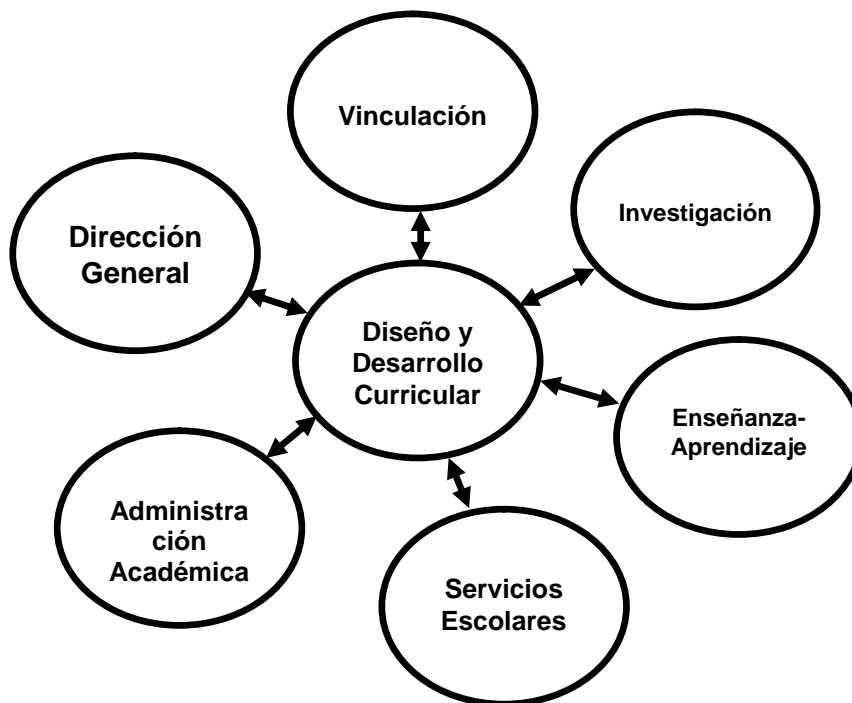 Vinculación
Investigación
Dirección
General
Diseño y
Desarrollo
Curricular
Enseñanza-
Aprendizaje
Administra
ción
Académica
Servicios
Escolares